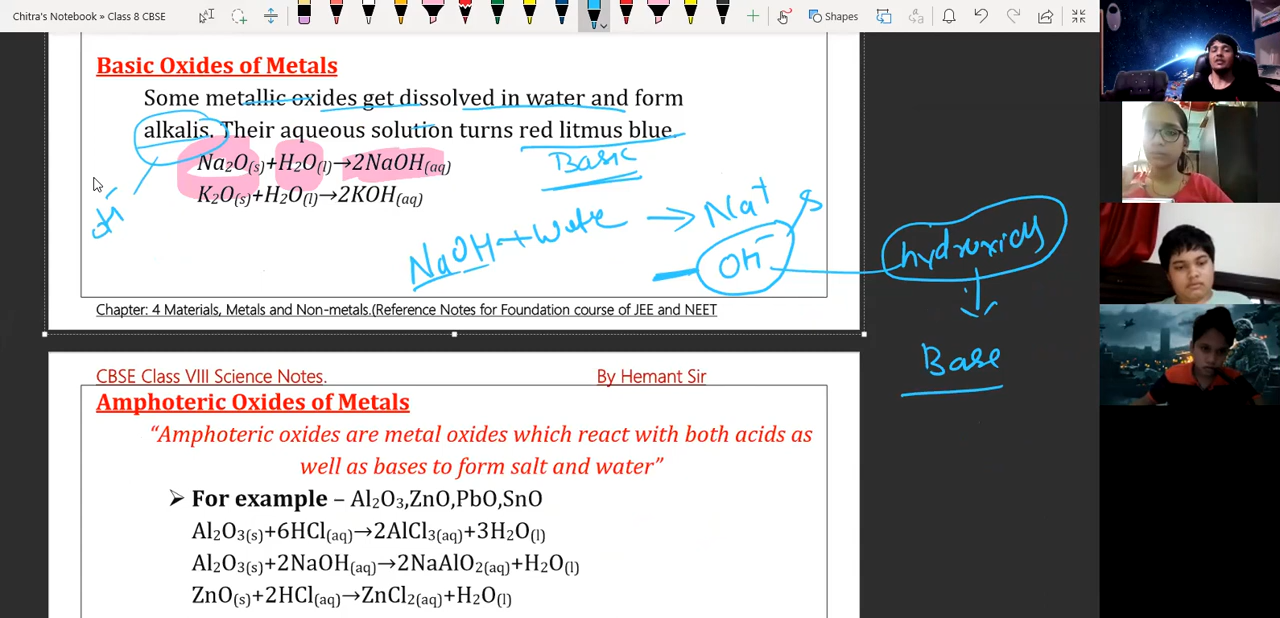 Chitra's Notebook » Class 8 CBSE
Shapes
Basic Oxides of Metals
Some metallic oxides get dissolved in water and form
alkalis. Their aqueous solution turns red litmus blue.
Na₂O(s)+H₂O(l)→2NaOH(aq)
Basic
K₂O(s)+H₂O(l)→2KOH(aq)
NaOH + Wate → Na⁺
OH⁻
hydroxides
Base
Chapter: 4 Materials, Metals and Non-metals.(Reference Notes for Foundation course of JEE and NEET
CBSE Class VIII Science Notes. By Hemant Sir
Amphoteric Oxides of Metals
“Amphoteric oxides are metal oxides which react with both acids as
well as bases to form salt and water”
➤ For example – Al₂O₃,ZnO,PbO,SnO
Al₂O₃(s)+6HCl(aq)→2AlCl₃(aq)+3H₂O(l)
Al₂O₃(s)+2NaOH(aq)→2NaAlO₂(aq)+H₂O(l)
ZnO(s)+2HCl(aq)→ZnCl₂(aq)+H₂O(l)